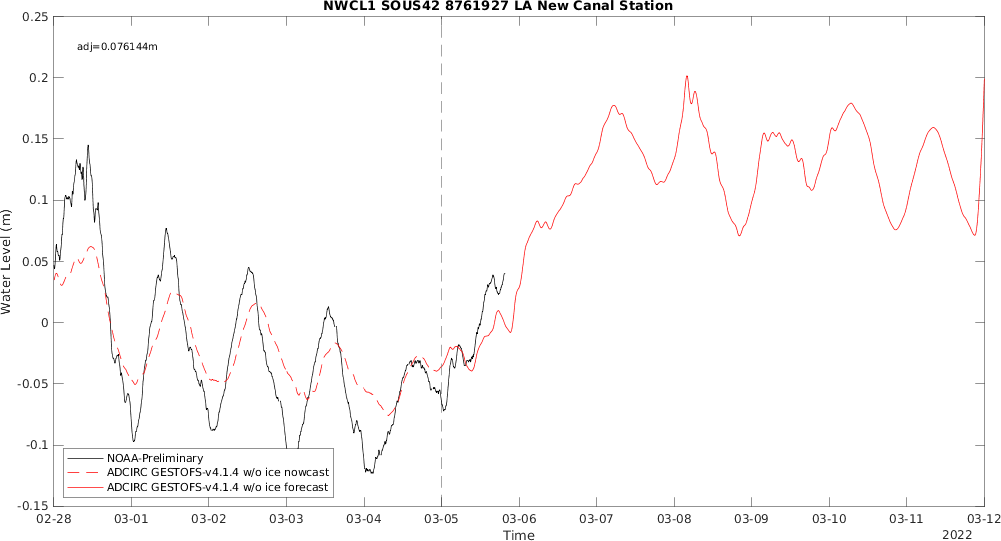 NWCL1 SOUS42 8761927 LA New Canal Station
adj=0.076144m
Water Level (m)
0.25
0.2
0.15
0.1
0.05
0
-0.05
-0.1
-0.15
NOAA-Preliminary
ADCIRC GESTOFS-v4.1.4 w/o ice nowcast
ADCIRC GESTOFS-v4.1.4 w/o ice forecast
02-28 03-01 03-02 03-03 03-04 03-05 03-06 03-07 03-08 03-09 03-10 03-11 03-12
Time
2022